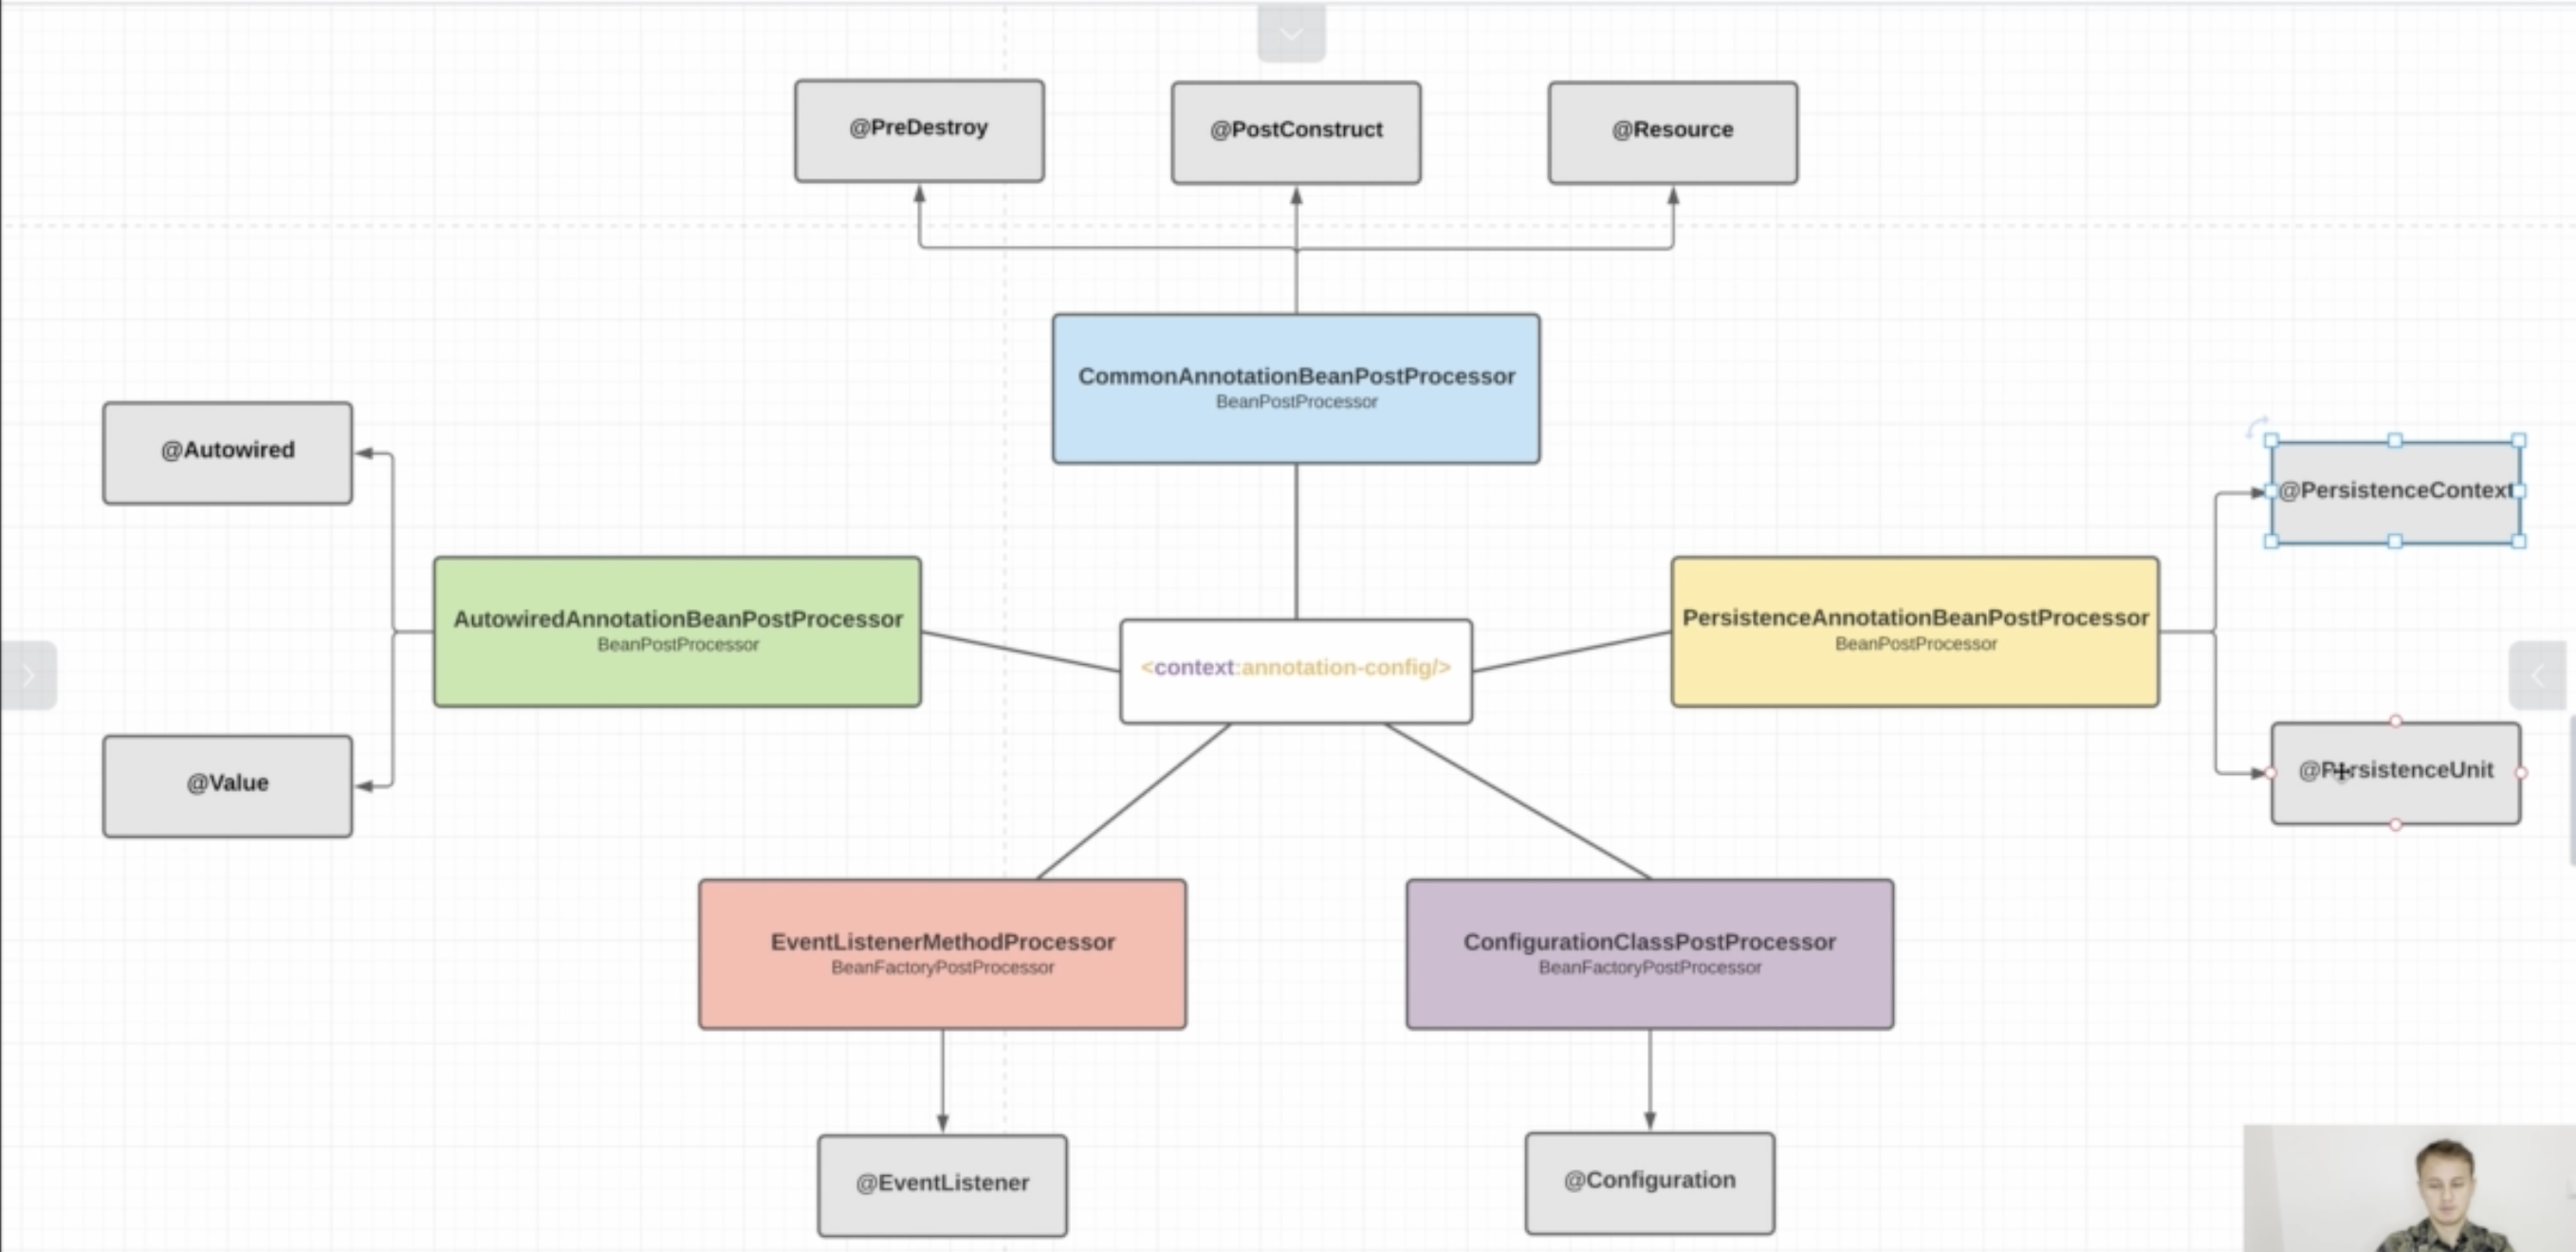 @PreDestroy
@PostConstruct
@Resource
CommonAnnotationBeanPostProcessor
BeanPostProcessor
@Autowired
@PersistenceContext
AutowiredAnnotationBeanPostProcessor
BeanPostProcessor
PersistenceAnnotationBeanPostProcessor
BeanPostProcessor
<context:annotation-config/>
@Value
@PersistenceUnit
EventListenerMethodProcessor
BeanFactoryPostProcessor
ConfigurationClassPostProcessor
BeanFactoryPostProcessor
@EventListener
@Configuration